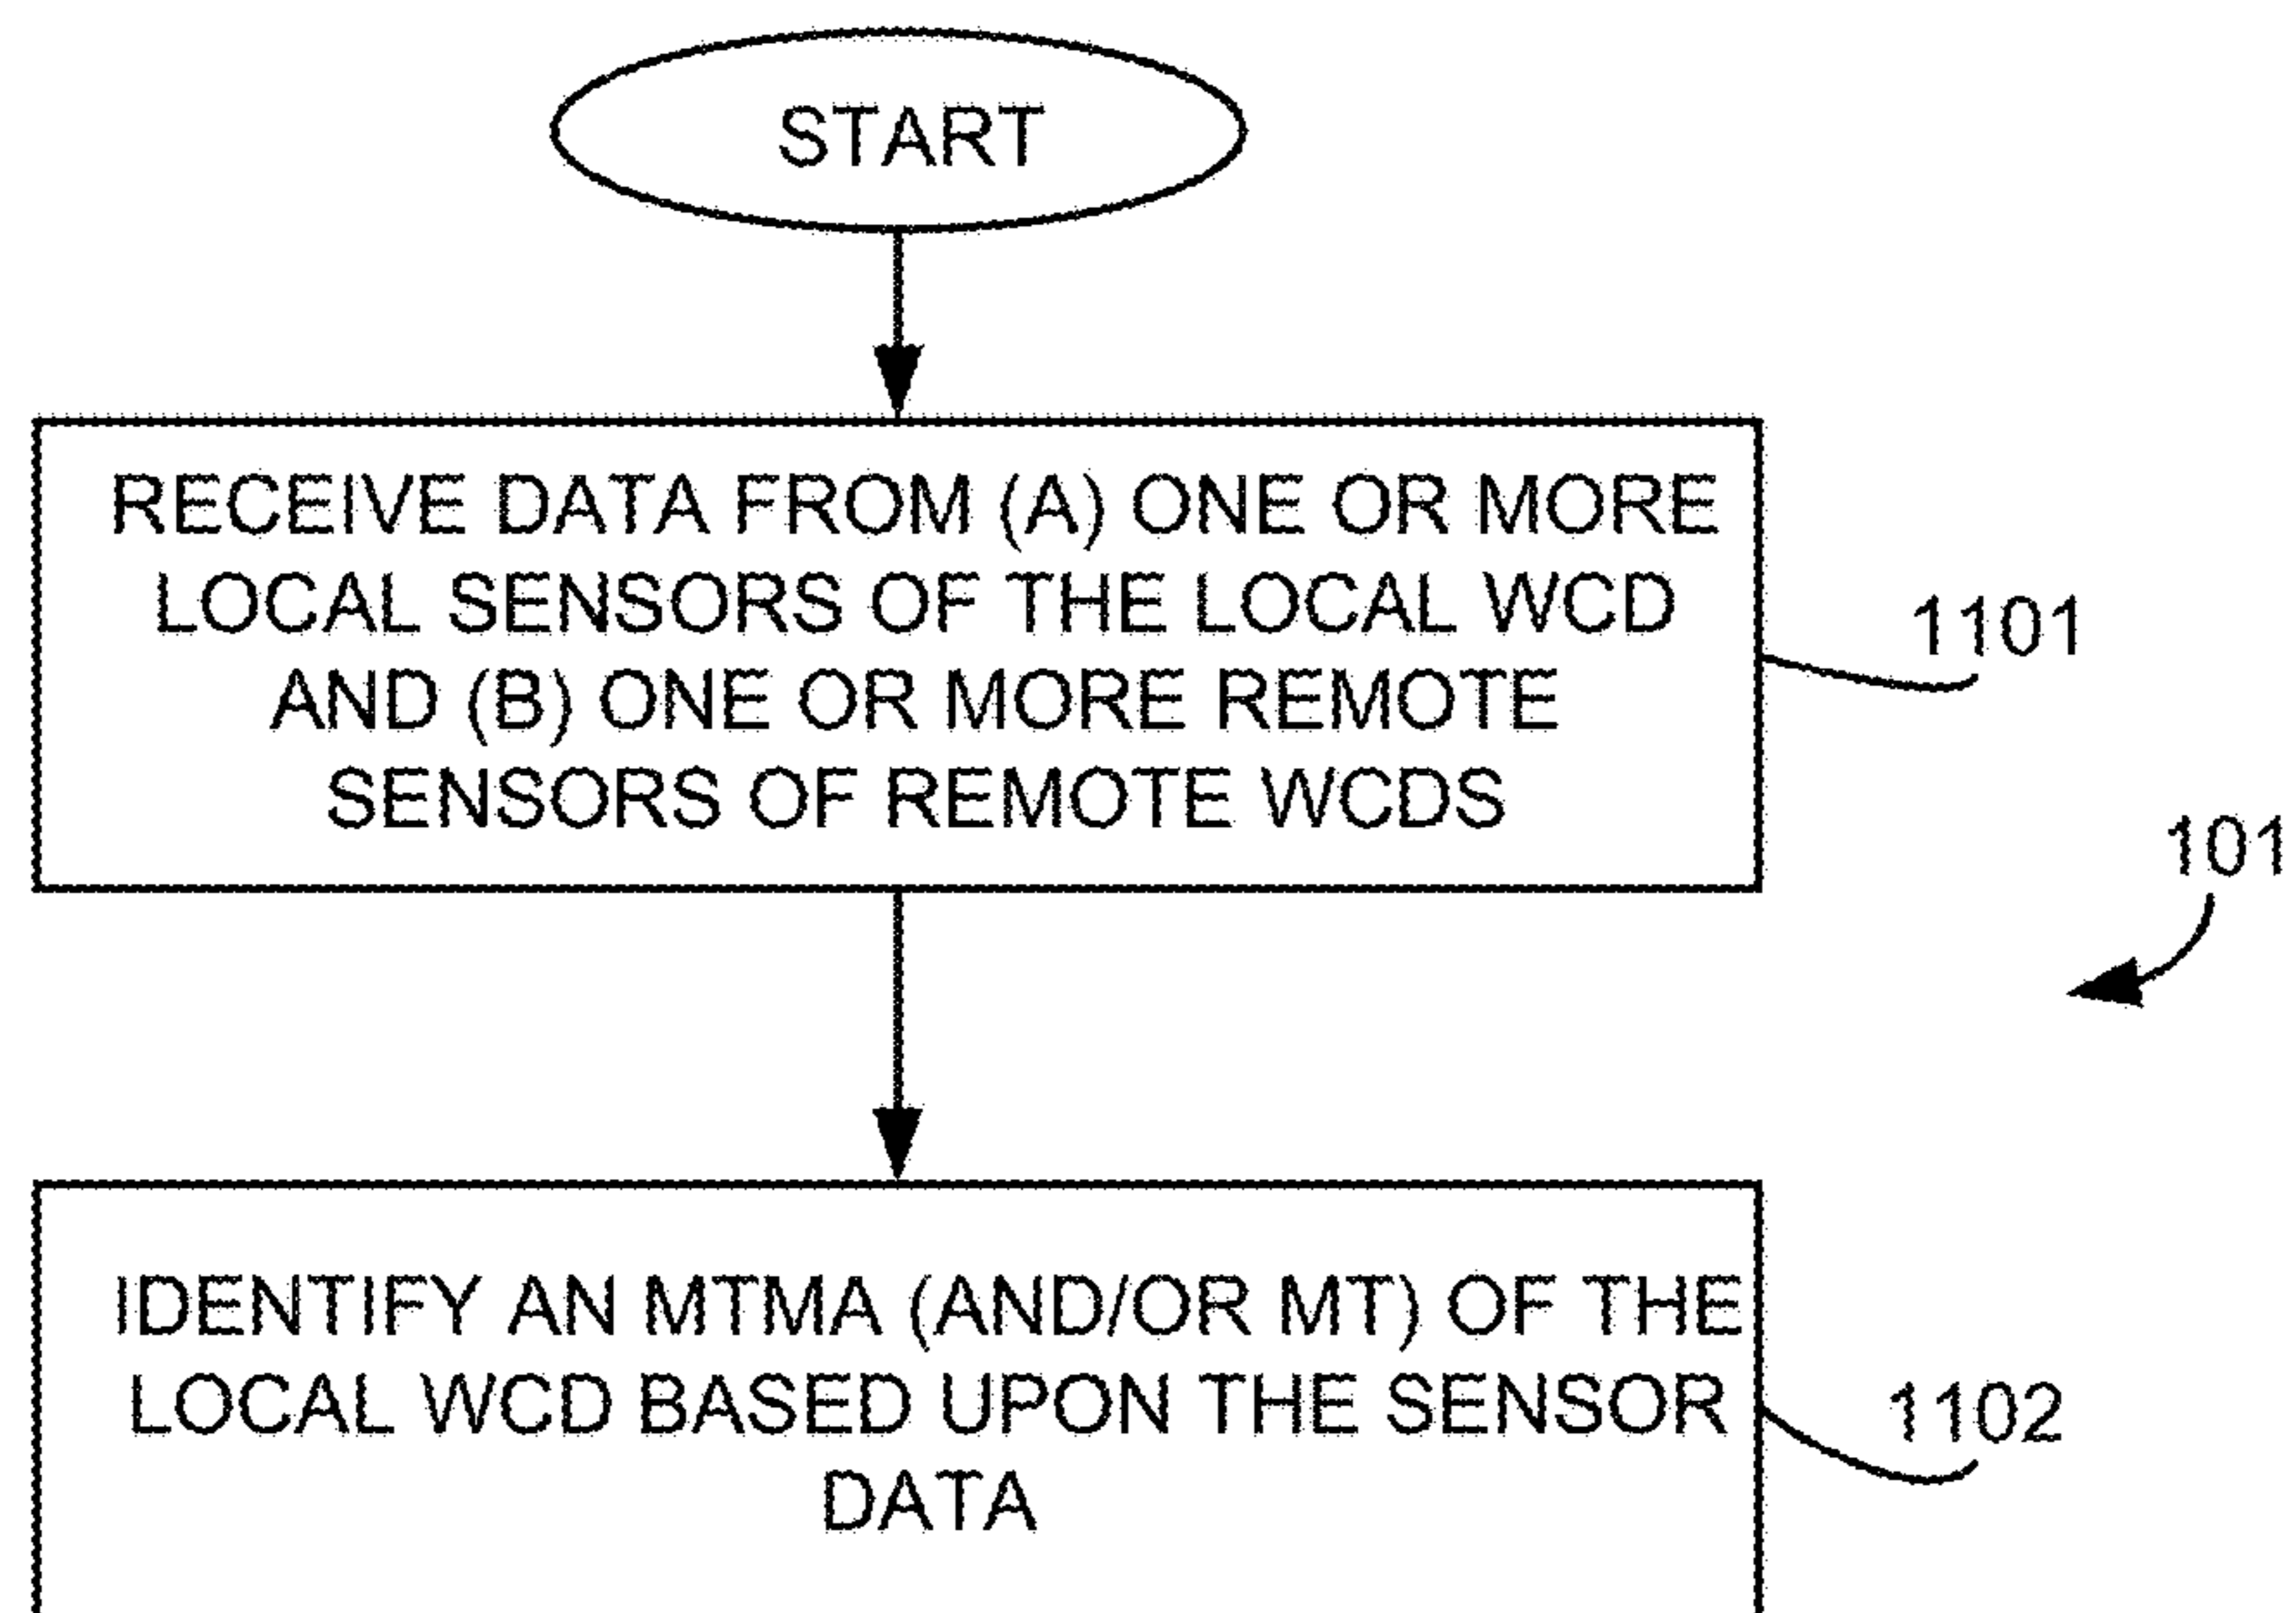 START
RECEIVE DATA FROM (A) ONE OR MORE
LOCAL SENSORS OF THE LOCAL WCD
AND (B) ONE OR MORE REMOTE
SENSORS OF REMOTE WCDS
1101
101
IDENTIFY AN MTMA (AND/OR MT) OF THE
LOCAL WCD BASED UPON THE SENSOR
DATA
1102